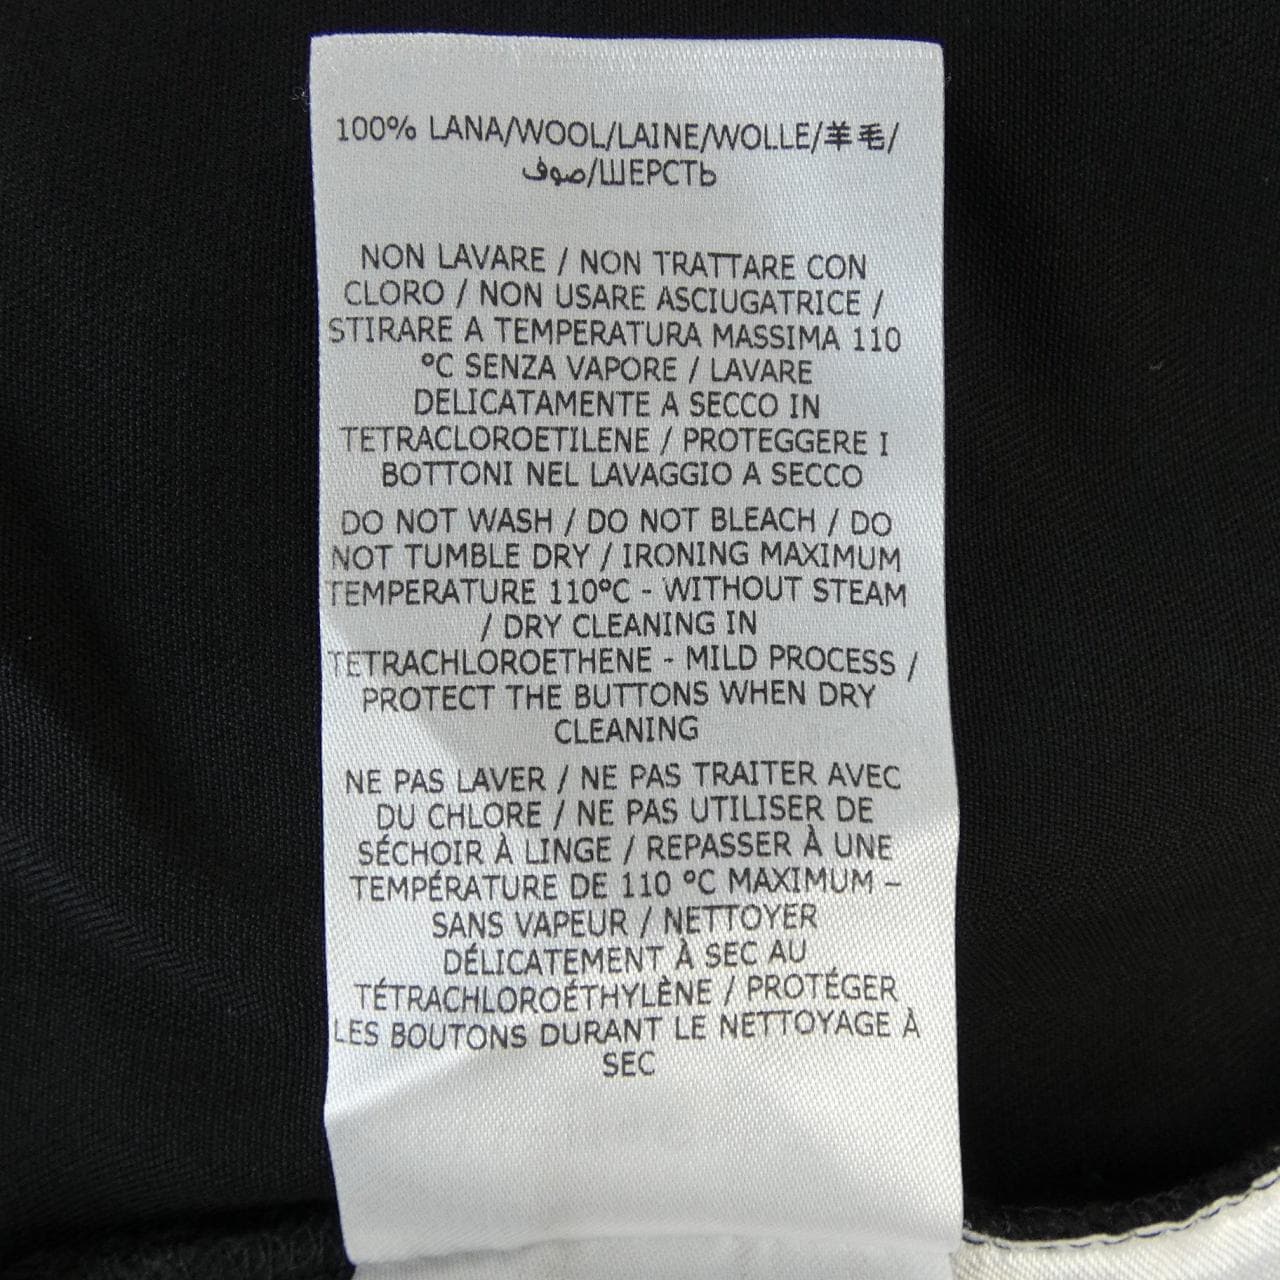 100% LANA/WOOL/LAINE/WOLLE/羊毛/
صوف/ШЕРСТЬ
NON LAVARE / NON TRATTARE CON
CLORO / NON USARE ASCIUGATRICE /
STIRARE A TEMPERATURA MASSIMA 110
ºC SENZA VAPORE / LAVARE
DELICATAMENTE A SECCO IN
TETRACLOROETILENE / PROTEGGERE I
BOTTONI NEL LAVAGGIO A SECCO
DO NOT WASH / DO NOT BLEACH / DO
NOT TUMBLE DRY / IRONING MAXIMUM
TEMPERATURE 110ºC - WITHOUT STEAM
/ DRY CLEANING IN
TETRACHLOROETHENE - MILD PROCESS /
PROTECT THE BUTTONS WHEN DRY
CLEANING
NE PAS LAVER / NE PAS TRAITER AVEC
DU CHLORE / NE PAS UTILISER DE
SÉCHOIR À LINGE / REPASSER À UNE
TEMPÉRATURE DE 110 ºC MAXIMUM –
SANS VAPEUR / NETTOYER
DÉLICATEMENT À SEC AU
TÉTRACHLOROÉTHYLÈNE / PROTÉGER
LES BOUTONS DURANT LE NETTOYAGE À
SEC